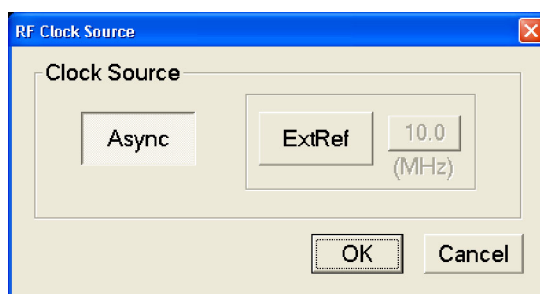 RF Clock Source
Clock Source
Async
ExtRef
10.0
(MHz)
OK
Cancel